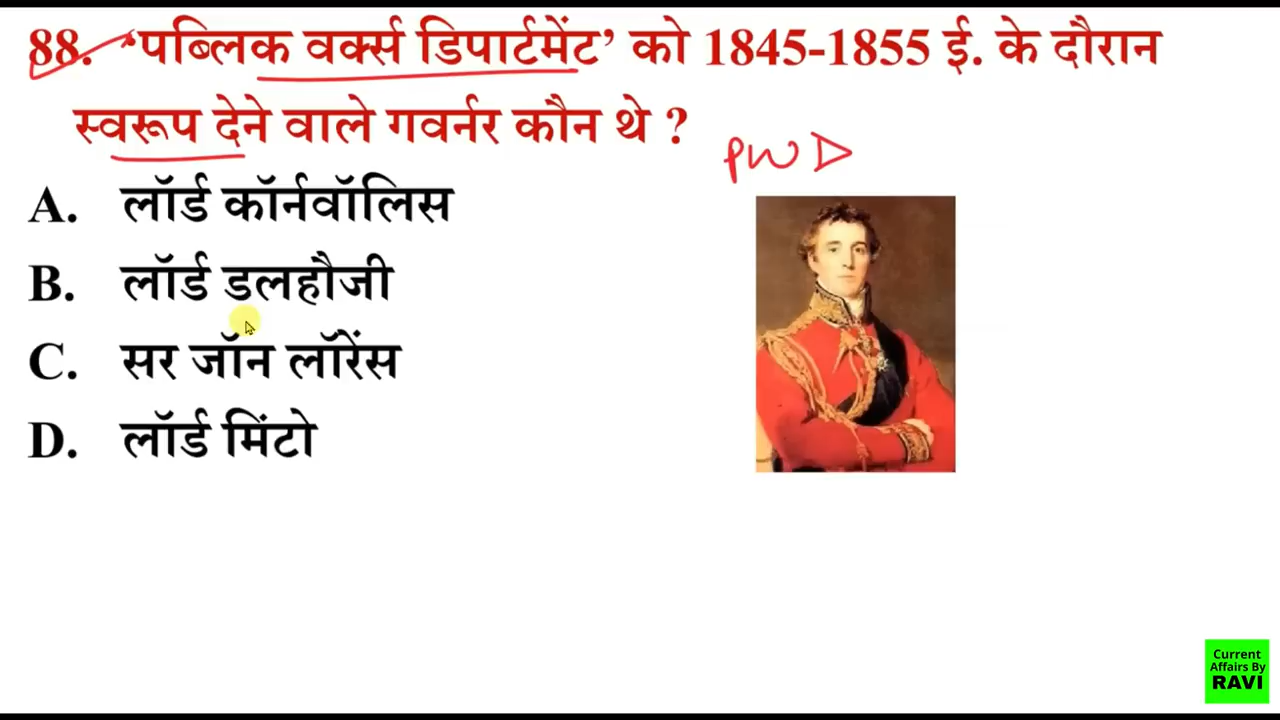 88. ‘पब्लिक वर्क्स डिपार्टमेंट’ को 1845-1855 ई. के दौरान
स्वरूप देने वाले गवर्नर कौन थे ?
PWD
A. लॉर्ड कॉर्नवॉलिस
B. लॉर्ड डलहौजी
C. सर जॉन लॉरेंस
D. लॉर्ड मिंटो
Current
Affairs By
RAVI